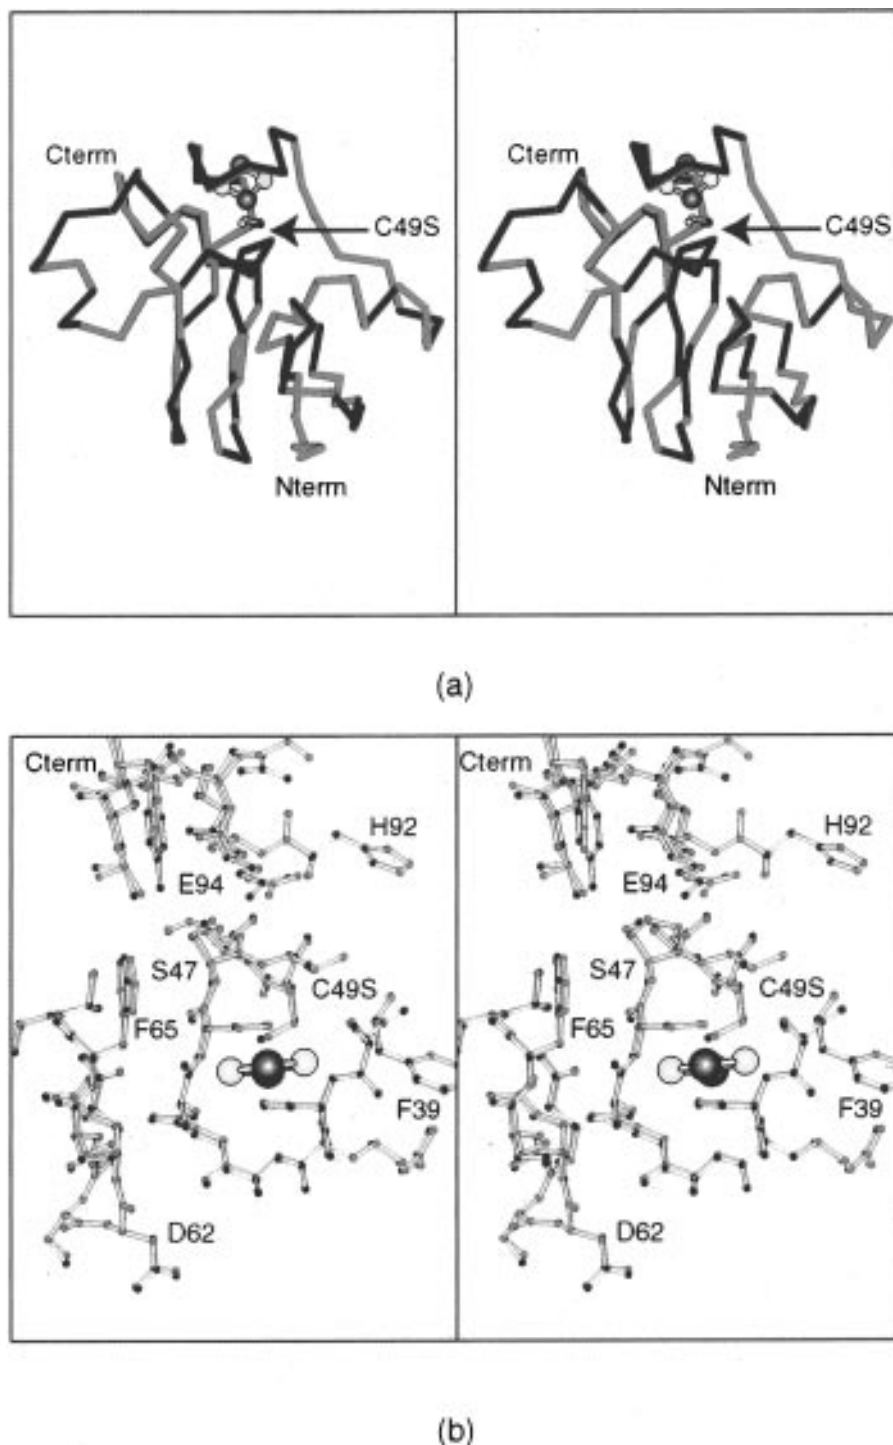 Cterm
Cterm
C49S
C49S
Nterm
Nterm
(a)
Cterm
Cterm
H92
H92
E94
E94
S47
S47
C49S
C49S
F65
F65
F39
F39
D62
D62
(b)